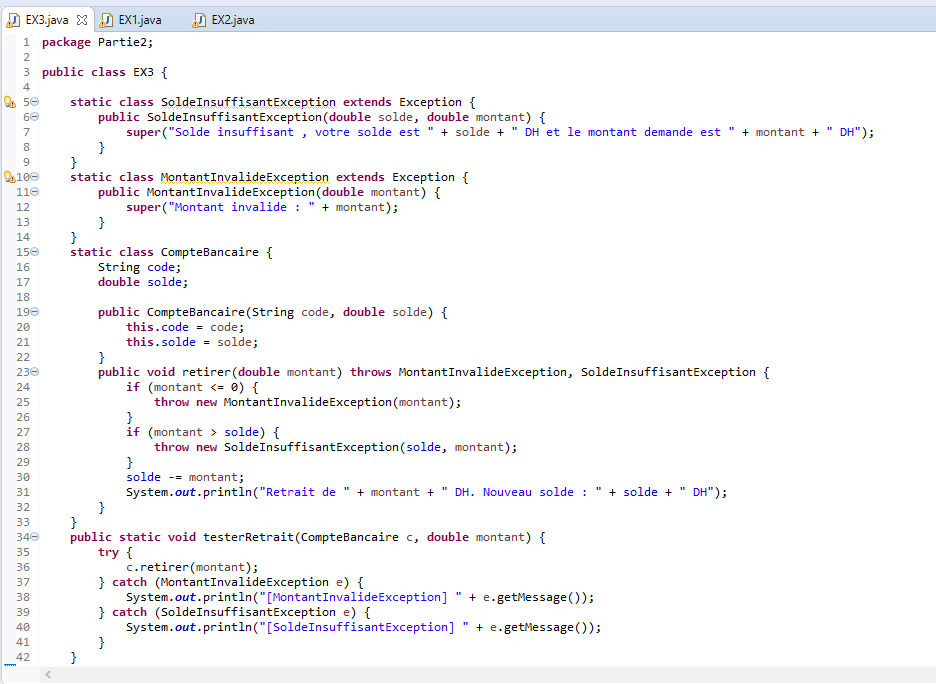 EX3.java EX1.java EX2.java
1 package Partie2;
2
3 public class EX3 {
4
5 static class SoldeInsuffisantException extends Exception {
6 public SoldeInsuffisantException(double solde, double montant) {
7 super("Solde insuffisant , votre solde est " + solde + " DH et le montant demande est " + montant + " DH");
8 }
9 }
10 static class MontantInvalideException extends Exception {
11 public MontantInvalideException(double montant) {
12 super("Montant invalide : " + montant);
13 }
14 }
15 static class CompteBancaire {
16 String code;
17 double solde;
18
19 public CompteBancaire(String code, double solde) {
20 this.code = code;
21 this.solde = solde;
22 }
23 public void retirer(double montant) throws MontantInvalideException, SoldeInsuffisantException {
24 if (montant <= 0) {
25 throw new MontantInvalideException(montant);
26 }
27 if (montant > solde) {
28 throw new SoldeInsuffisantException(solde, montant);
29 }
30 solde -= montant;
31 System.out.println("Retrait de " + montant + " DH. Nouveau solde : " + solde + " DH");
32 }
33 }
34 public static void testerRetrait(CompteBancaire c, double montant) {
35 try {
36 c.retirer(montant);
37 } catch (MontantInvalideException e) {
38 System.out.println("[MontantInvalideException] " + e.getMessage());
39 } catch (SoldeInsuffisantException e) {
40 System.out.println("[SoldeInsuffisantException] " + e.getMessage());
41 }
42 }